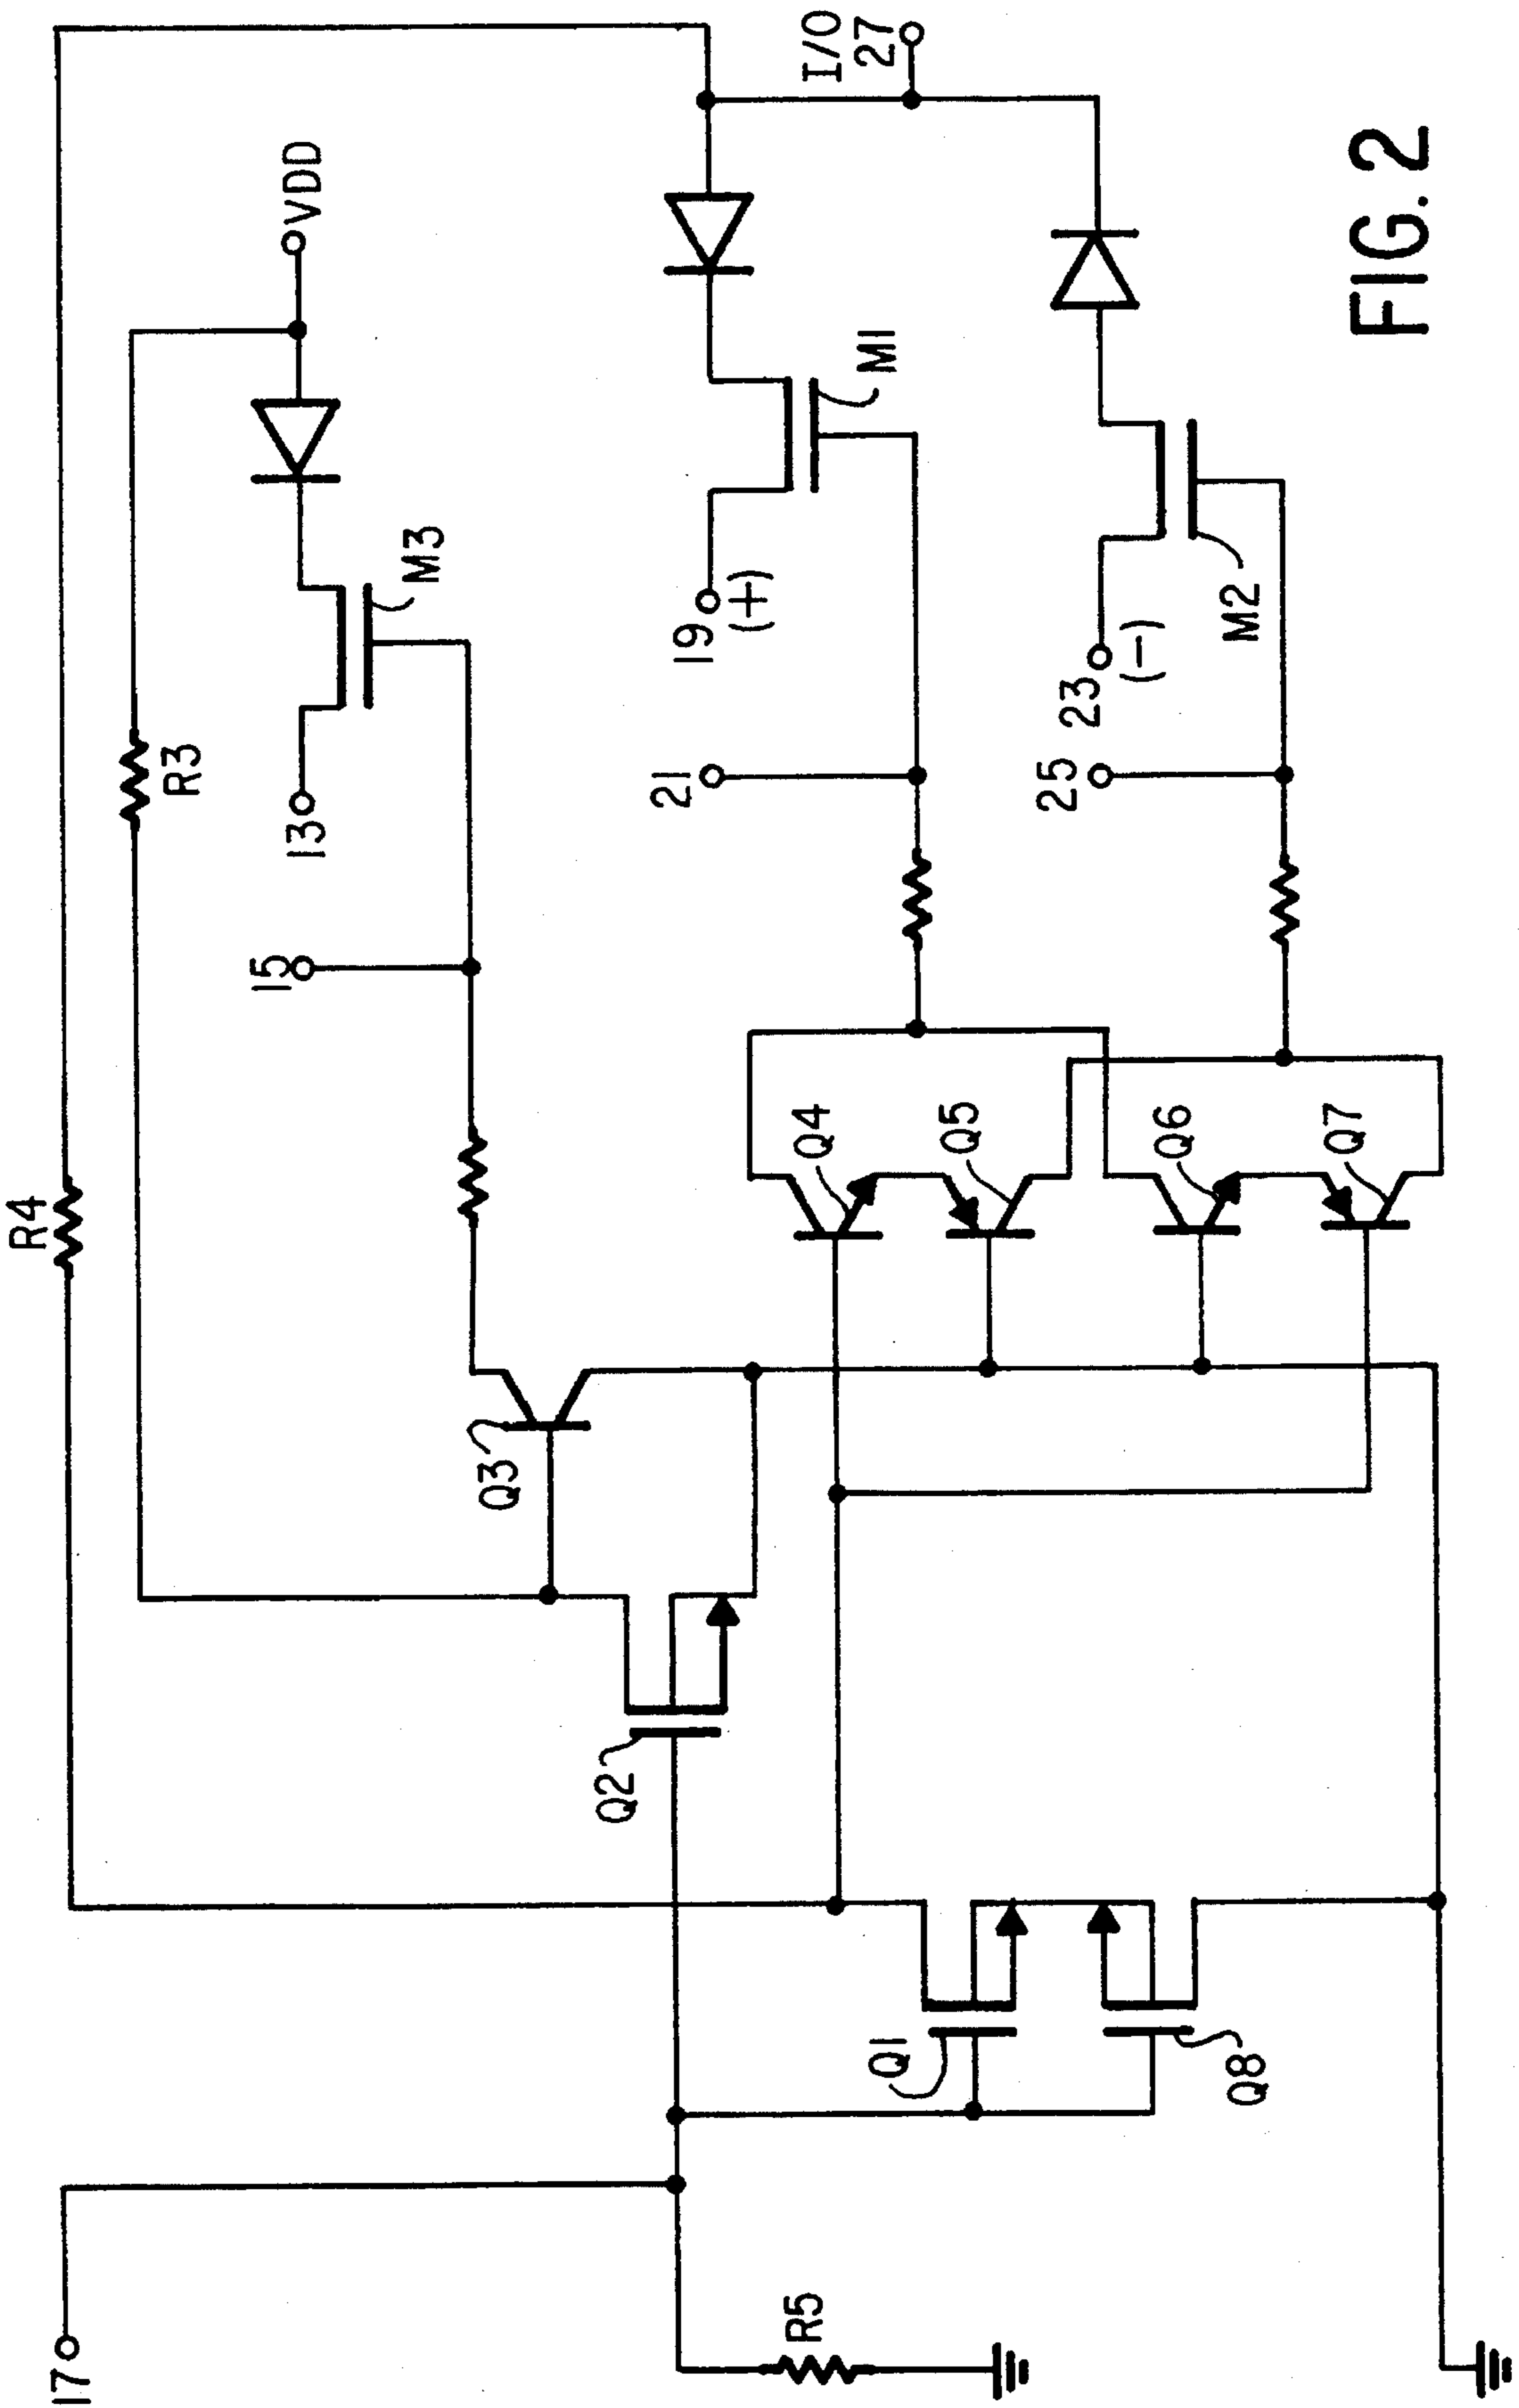 R4
VDD
R3
13
M3
15
I/O
27
19
(+)
M1
21
23
(-)
M2
25
Q3
Q4
Q5
Q6
Q7
Q2
Q1
Q8
17
R5
FIG. 2